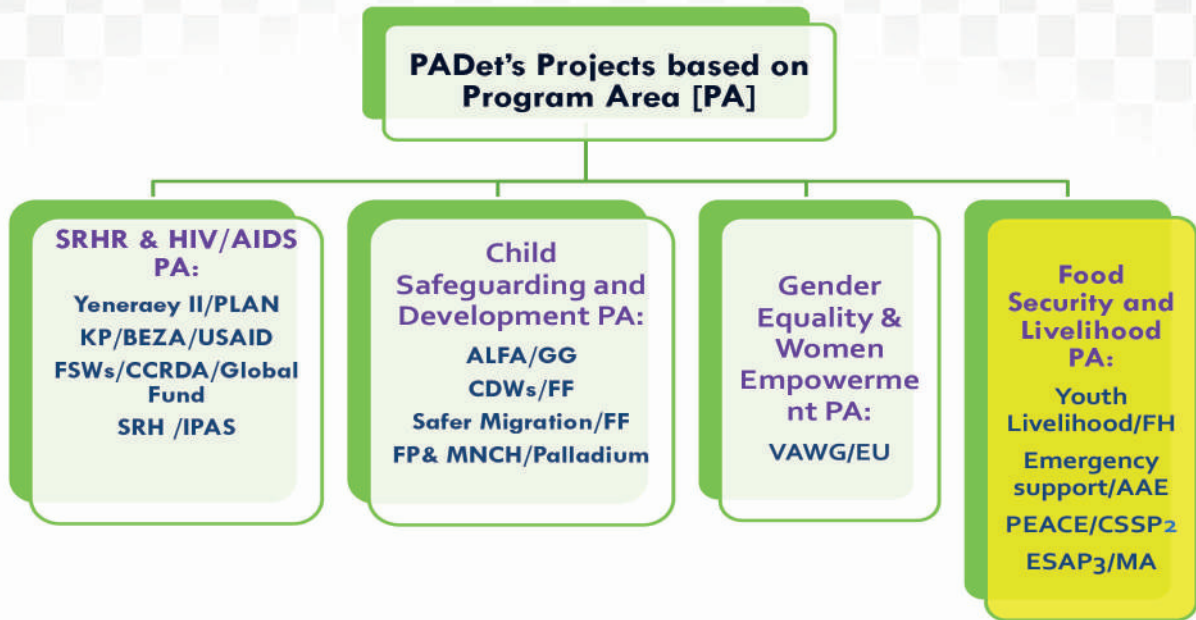 PADet's Projects based on
Program Area [PA]
SRHR & HIV/AIDS
PA:
Yeneraey II/PLAN
KP/BEZA/USAID
FSWs/CCRDA/Global
Fund
SRH /IPAS
Child
Safeguarding and
Development PA:
ALFA/GG
CDWs/FF
Safer Migration/FF
FP& MNCH/Palladium
Gender
Equality &
Women
Empowerme
nt PA:
VAWG/EU
Food
Security and
Livelihood
PA:
Youth
Livelihood/FH
Emergency
support/AAE
PEACE/CSSP2
ESAP3/MA